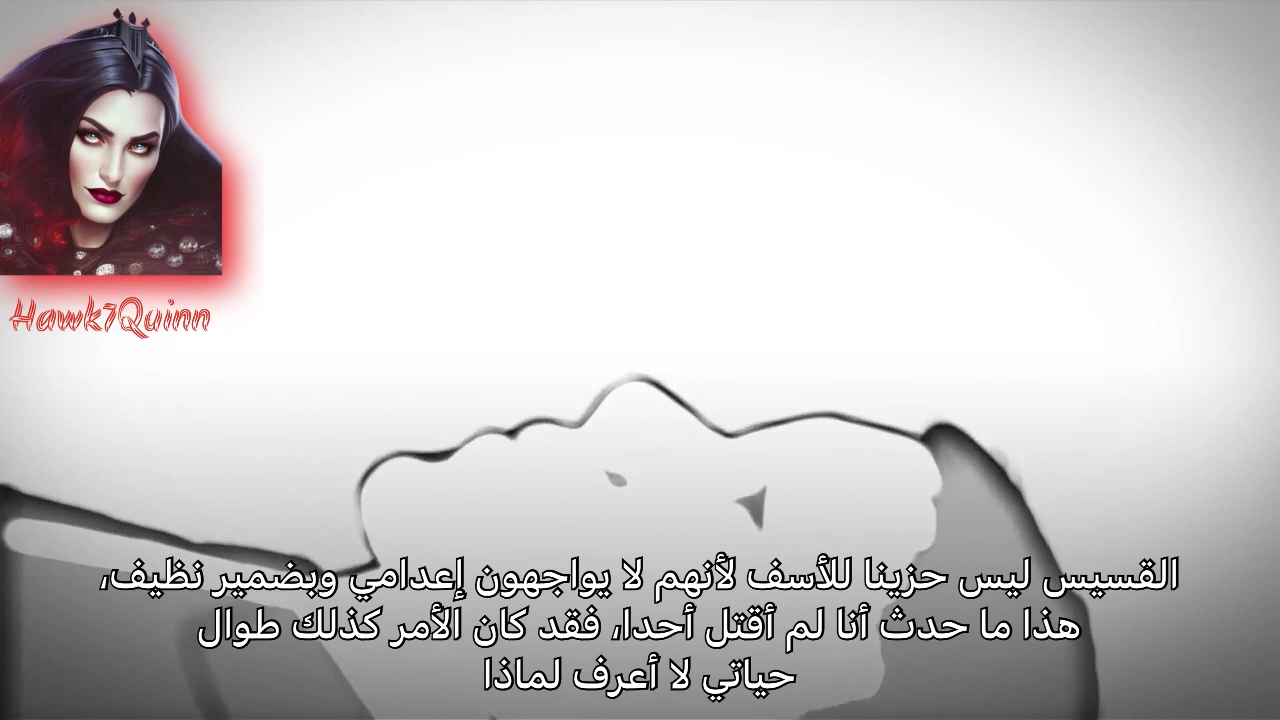 Hawk7Quinn
القسيس ليس حزينا للأسف لأنهم لا يواجهون إعدامي وبضمير نظيف،
هذا ما حدث أنا لم أقتل أحدا، فقد كان الأمر كذلك طوال
حياتي لا أعرف لماذا